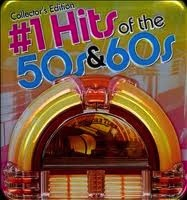 Collector's Edition
#1 Hits of the
50s&60s